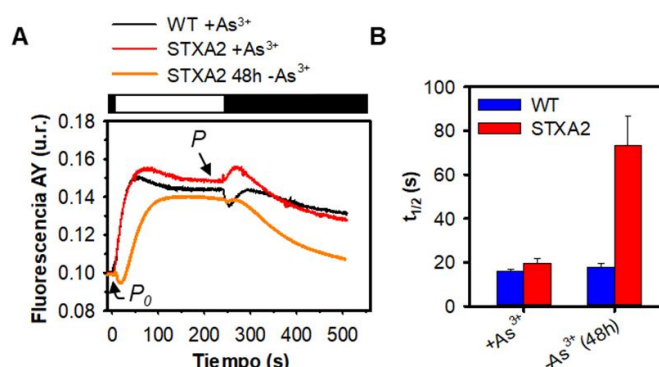 A
WT +As³⁺
STXA2 +As³⁺
STXA2 48h -As³⁺
Fluorescencia AY (u.r.)
0.18
0.16
0.14
0.12
0.10
0.08
P
P₀
0 100 200 300 400 500
Tiempo (s)
B
t₁/₂ (s)
100
80
60
40
20
0
WT
STXA2
+As³⁺
-As³⁺ (48h)